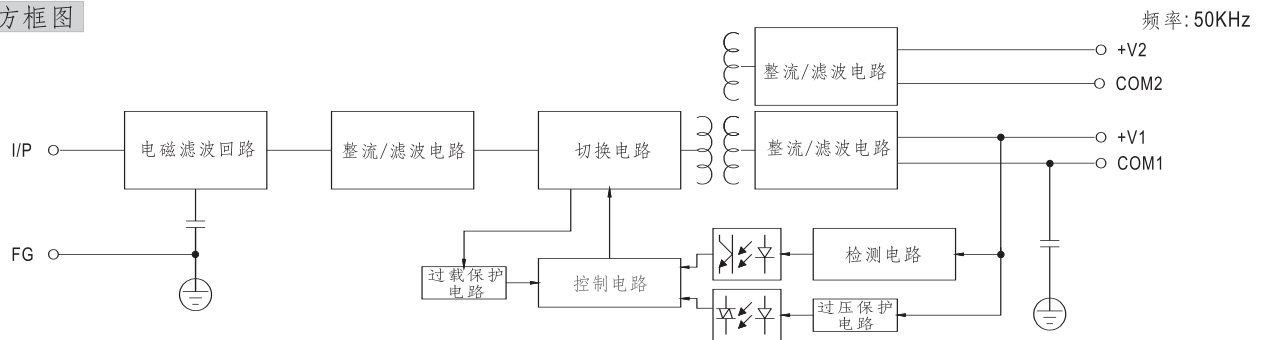 方框图
频率: 50KHz
整流/滤波电路
+V2
COM2
I/P
电磁滤波回路
整流/滤波电路
切换电路
整流/滤波电路
+V1
COM1
FG
过载保护
电路
控制电路
检测电路
过压保护
电路